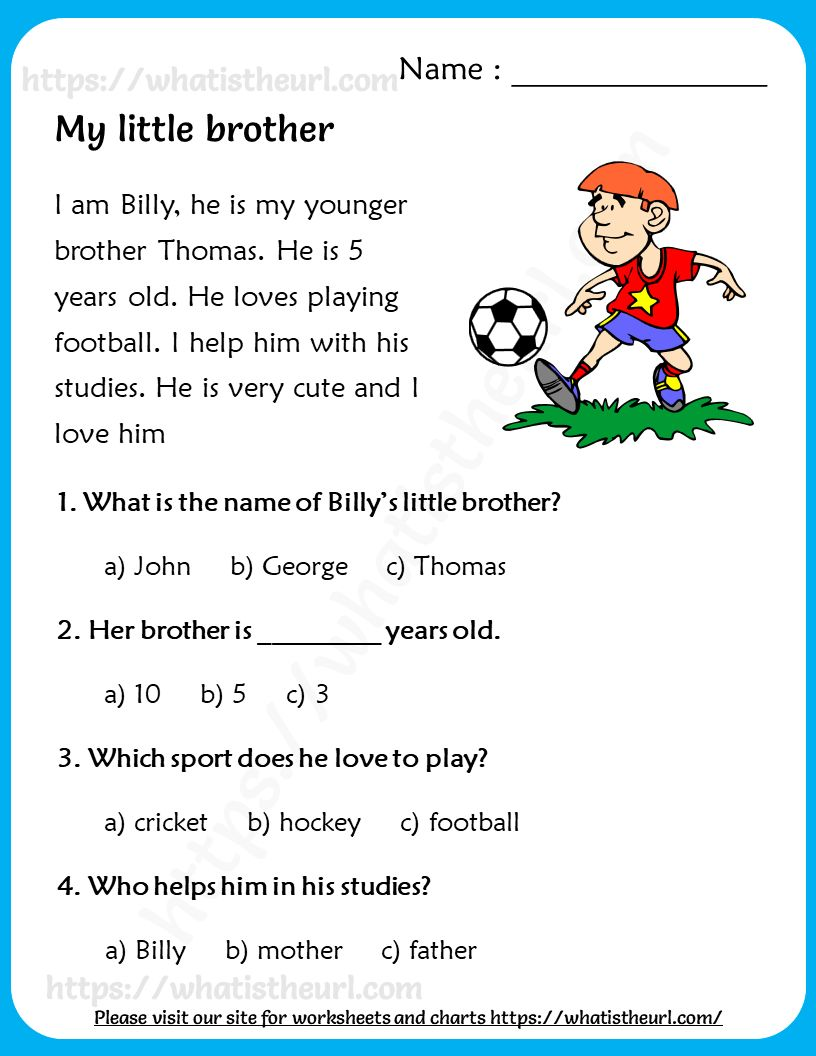 https://whatistheurl.com
Name : ________________
My little brother
I am Billy, he is my younger
brother Thomas. He is 5
years old. He loves playing
football. I help him with his
studies. He is very cute and I
love him
https://whatistheurl.com
1. What is the name of Billy’s little brother?
a) John b) George c) Thomas
2. Her brother is _________ years old.
a) 10 b) 5 c) 3
3. Which sport does he love to play?
a) cricket b) hockey c) football
4. Who helps him in his studies?
a) Billy b) mother c) father
https://whatistheurl.com
Please visit our site for worksheets and charts https://whatistheurl.com/